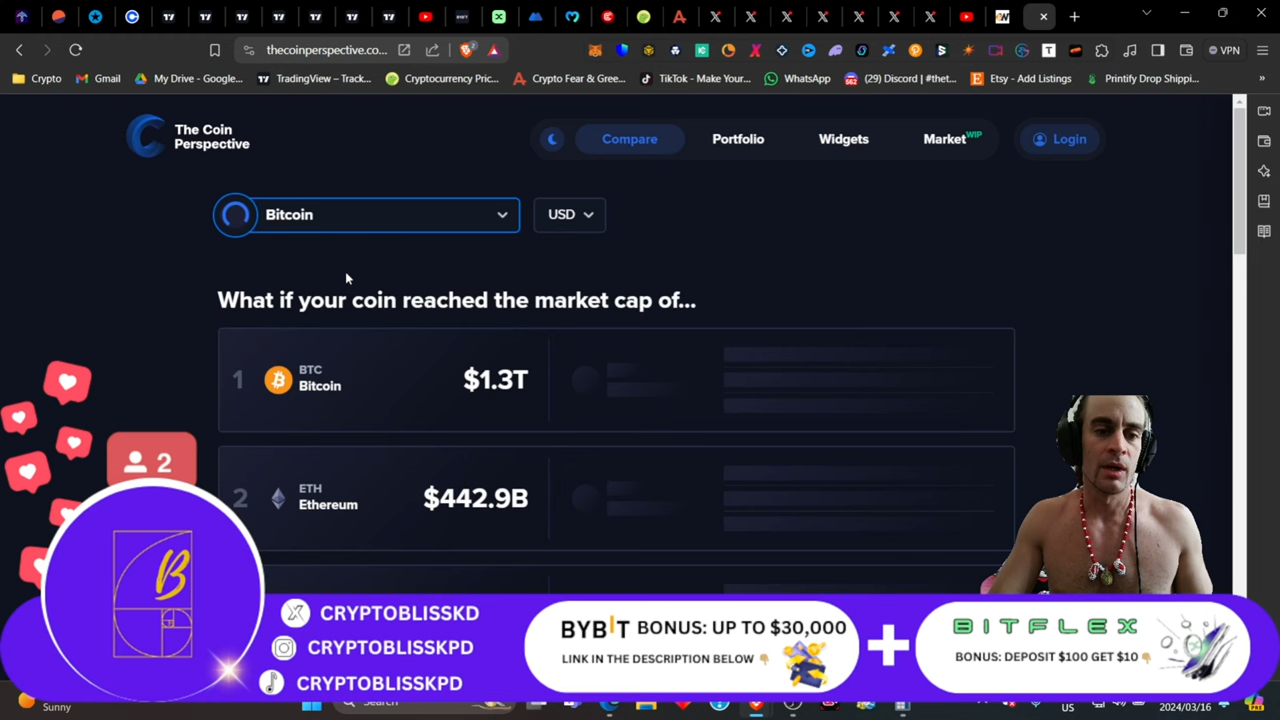 thecoinperspective.co...
VPN
Crypto
Gmail
My Drive - Google...
TradingView – Track...
Cryptocurrency Pric...
Crypto Fear & Gree...
TikTok - Make Your...
WhatsApp
(29) Discord | #thet...
Etsy - Add Listings
Printify Drop Shippi...
The Coin
Perspective
Compare
Portfolio
Widgets
Market WIP
Login
Bitcoin
USD
What if your coin reached the market cap of...
1
BTC
Bitcoin
$1.3T
2
ETH
Ethereum
$442.9B
2
B
CRYPTOBLISSKD
CRYPTOBLISSKPD
CRYPTOBLISSKPD
BYBIT BONUS: UP TO $30,000
LINK IN THE DESCRIPTION BELOW
BITFLEX
BONUS: DEPOSIT $100 GET $10
Sunny
Search
US
2024/03/16